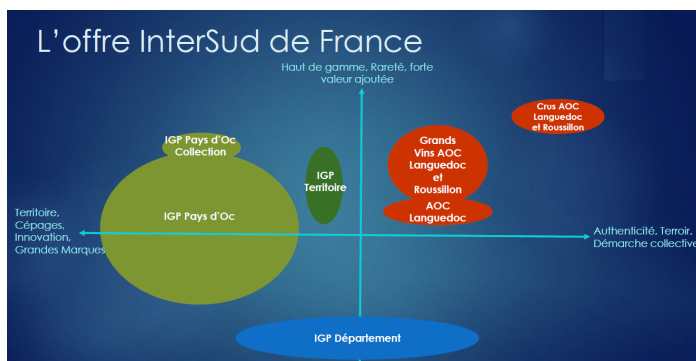 L'offre InterSud de France
Haut de gamme, Rareté, forte
valeur ajoutée
Crus AOC
Languedoc
et Roussillon
IGP Pays d'Oc
Collection
Grands
Vins AOC
Languedoc
et
Roussillon
IGP
Territoire
AOC
Languedoc
IGP Pays d'Oc
Territoire,
Cépages,
Innovation,
Grandes Marques
Authenticité, Terroir,
Démarche collective
IGP Département